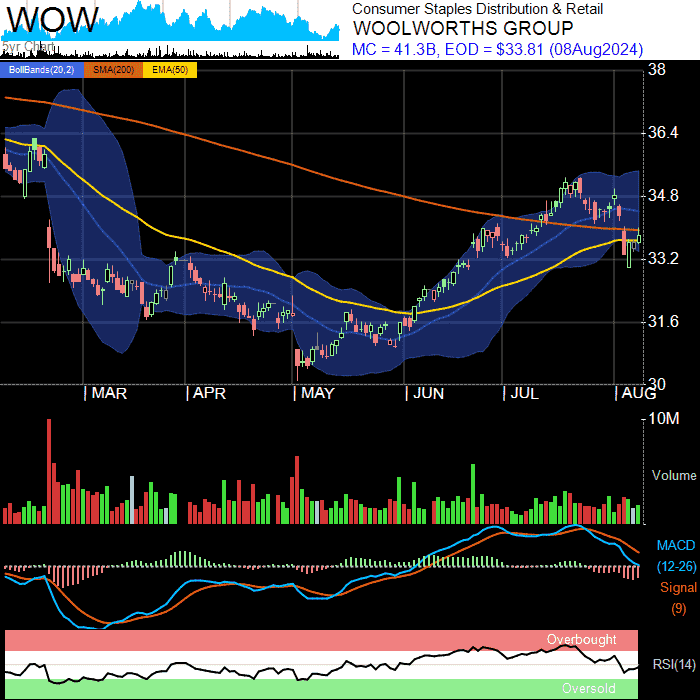 WOW
5yr Chart
Consumer Staples Distribution & Retail
WOOLWORTHS GROUP
MC = 41.3B, EOD = $33.81 (08Aug2024)
BollBands(20,2) SMA(200) EMA(50)
38
36.4
34.8
33.2
31.6
30
MAR APR MAY JUN JUL AUG
10M
Volume
MACD
(12-26)
Signal
(9)
Overbought
RSI(14)
Oversold